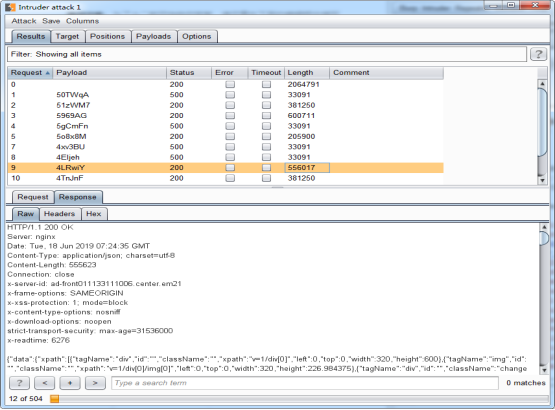 Intruder attack 1
Attack Save Columns
Results Target Positions Payloads Options
Filter: Showing all items ?
Request Payload Status Error Timeout Length Comment
0 200 2064791
1 50TWqA 500 33091
2 51zWM7 200 381250
3 5969AG 200 600711
4 5gCmFn 500 33091
5 5o8x8M 200 205900
7 4xv3BU 500 33091
8 4EIjeh 500 33091
9 4LRwiY 200 556017
10 4TnJnF 200 381250
Request Response
Raw Headers Hex
HTTP/1.1 200 OK
Server: nginx
Date: Tue, 18 Jun 2019 07:24:35 GMT
Content-Type: application/json; charset=utf-8
Content-Length: 555623
Connection: close
x-server-id: ad-front011133111006.center.em21
x-frame-options: SAMEORIGIN
x-xss-protection: 1; mode=block
x-content-type-options: nosniff
x-download-options: noopen
strict-transport-security: max-age=31536000
x-readtime: 6276
{"data":{"xpath":[{"tagName":"div","id":"","className":"","xpath":"v=1/div[0]","left":0,"top":0,"width":320,"height":600},{"tagName":"img","id":
"","className":"","xpath":"v=1/div[0]/img[0]","left":0,"top":0,"width":320,"height":226.984375},{"tagName":"div","id":"","className":"change
? < + > Type a search term 0 matches
12 of 504